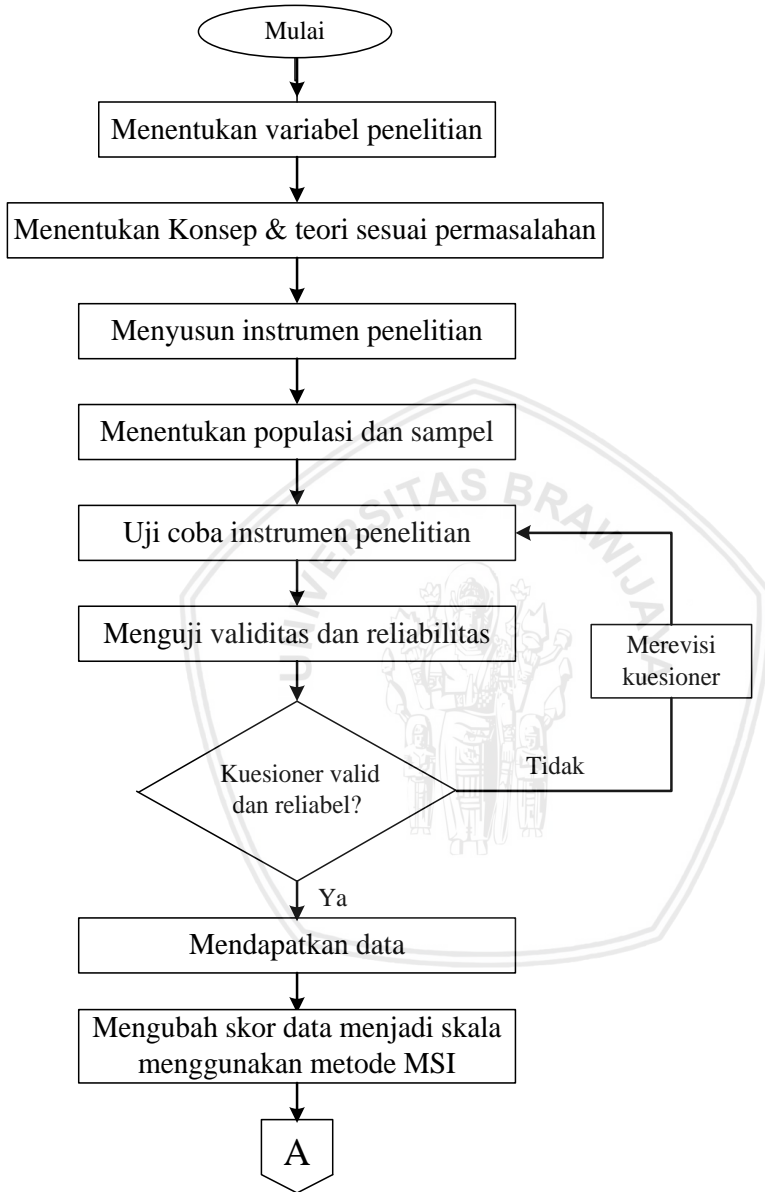 Mulai
Menentukan variabel penelitian
Menentukan Konsep & teori sesuai permasalahan
Menyusun instrumen penelitian
Menentukan populasi dan sampel
UNIVERSITAS BRAWIJAYA
Uji coba instrumen penelitian
Menguji validitas dan reliabilitas
Merevisi
kuesioner
Kuesioner valid
dan reliabel?
Tidak
Ya
Mendapatkan data
Mengubah skor data menjadi skala
menggunakan metode MSI
A